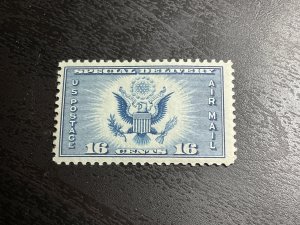 SPECIAL DELIVERY
U.S. POSTAGE
AIR MAIL
16 CENTS 16